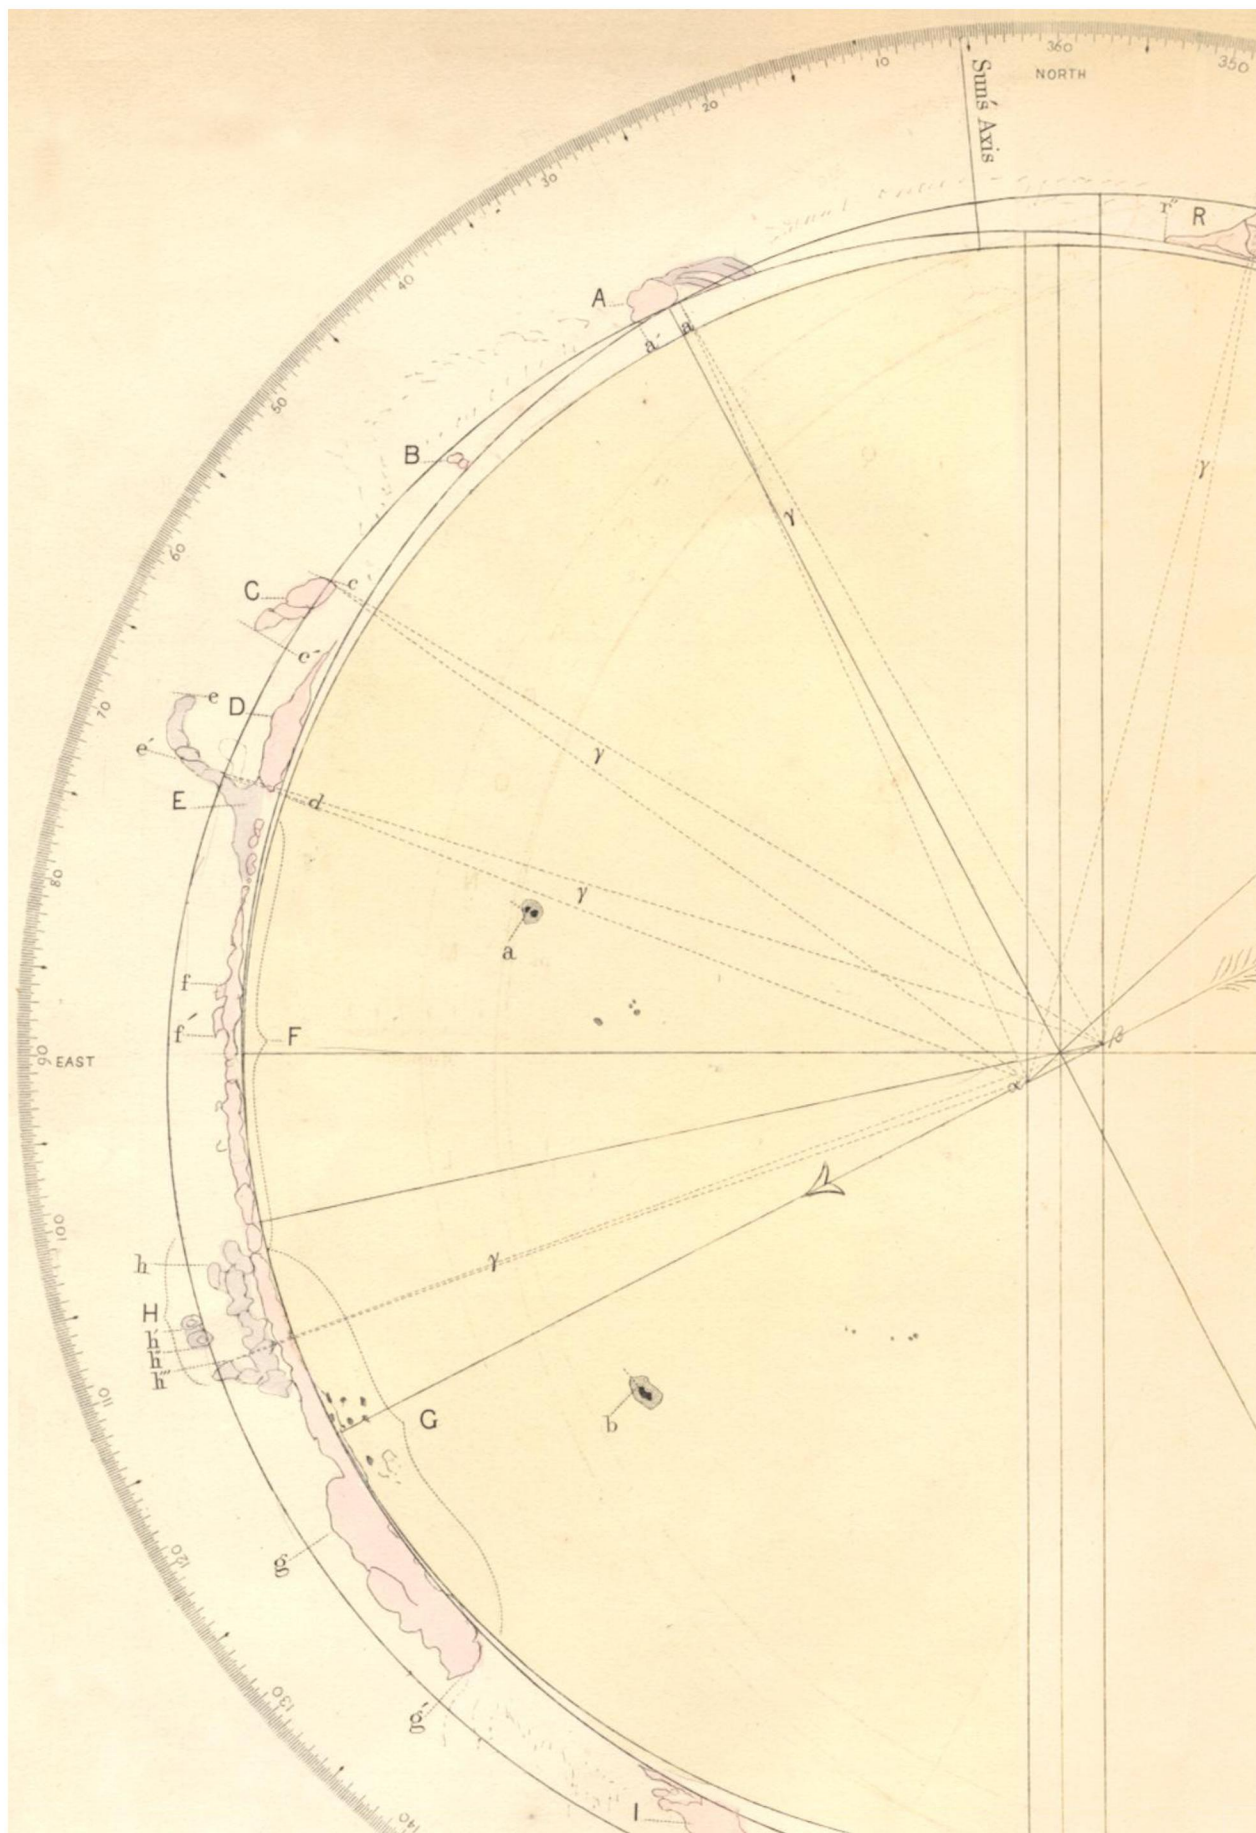 360
350
NORTH
10
Sun's Axis
20
30
r" R
40
A
a' a
50
B
γ
γ
60
C
c
c'
e
70
D
e'
γ
E
d
80
γ
a
f
f'
F
90 EAST
β
α
100
h
γ
H
h'
h"
h'''
110
G
b
120
g
130
g'
I
140